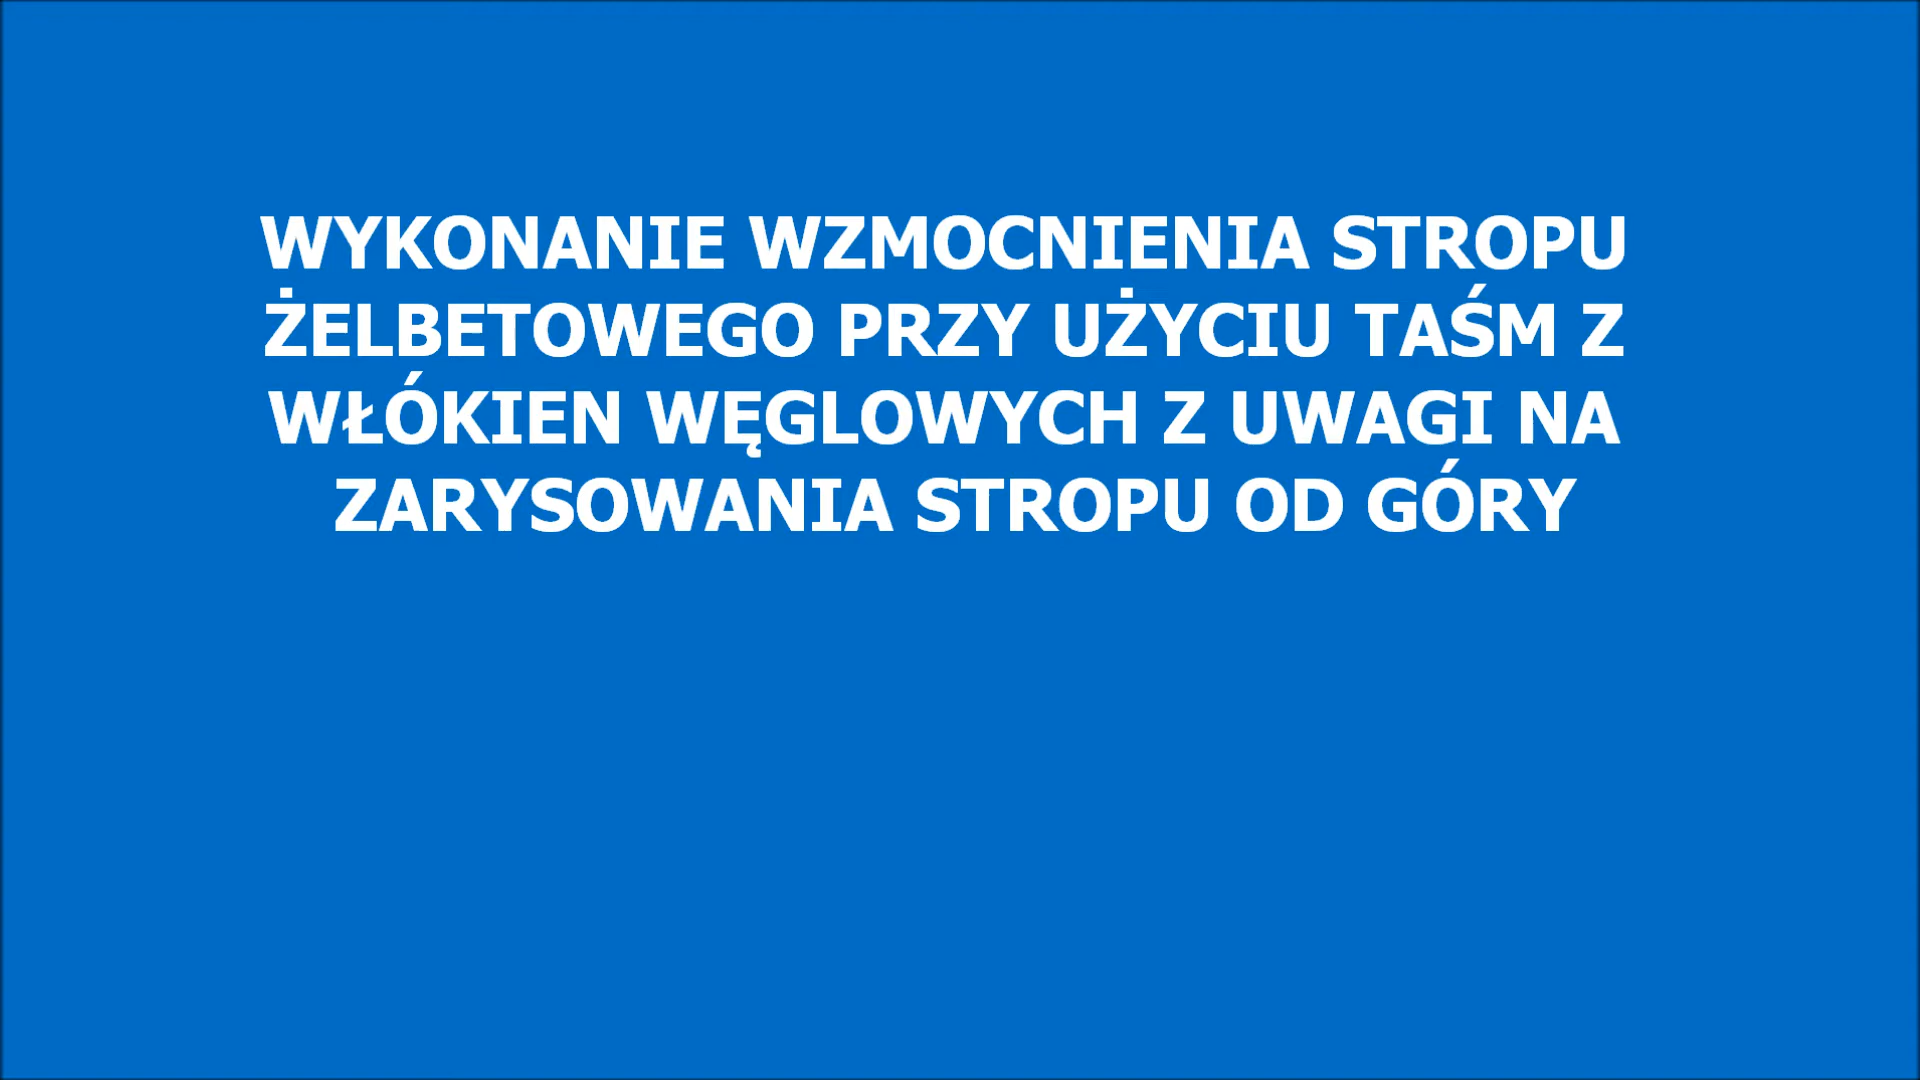 WYKONANIE WZMOCNIENIA STROPU
ŻELBETOWEGO PRZY UŻYCIU TAŚM Z
WŁÓKIEN WĘGLOWYCH Z UWAGI NA
ZARYSOWANIA STROPU OD GÓRY